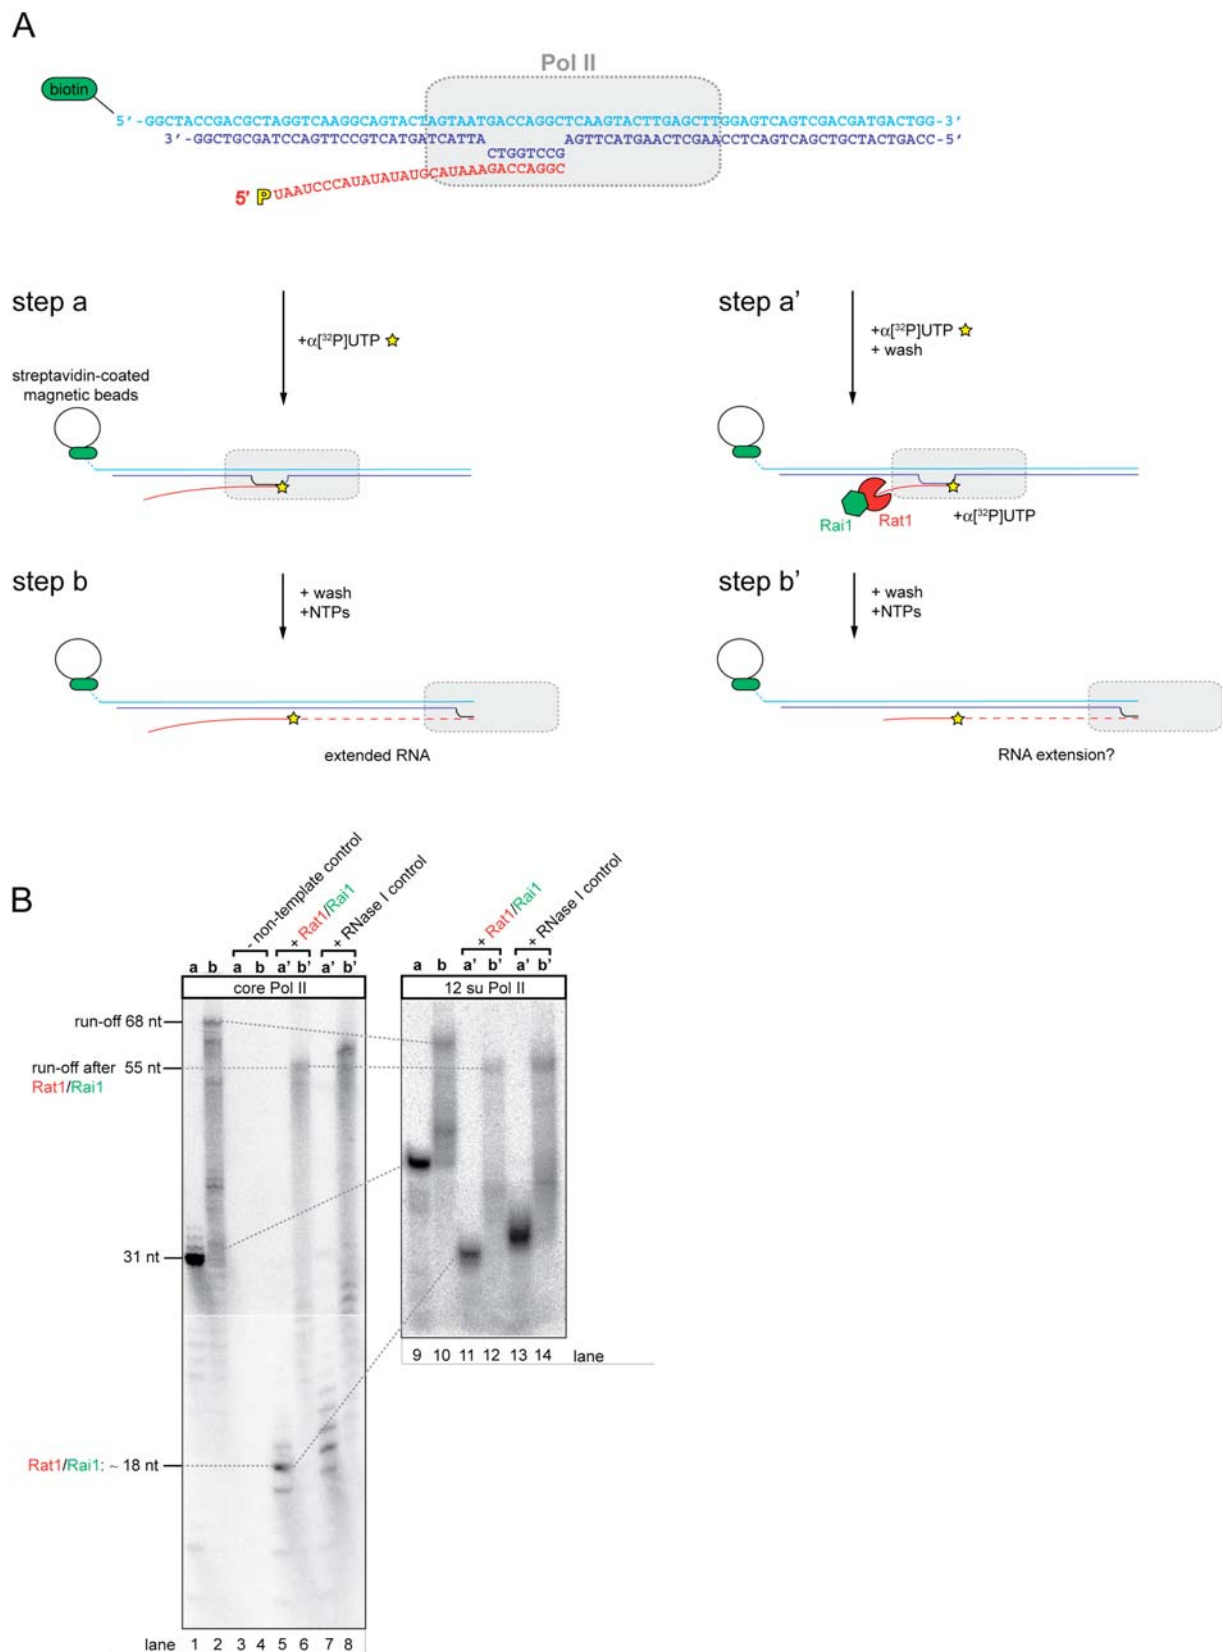 A
Pol II
biotin
5′-GGCTACCGACGCTAGGTCAAGGCAGTACTAGTAATGACCAGGCTCAAGTACTTGAGCTTGGAGTCAGTCGACGATGACTGG-3′
3′-GGCTGCGATCCAGTTCCGTCATGATCATTA AGTTCATGAACTCGAACCTCAGTCAGCTGCTACTGACC-5′
CTGGTCCG
5′ P UAAUCCCAUAUAUAUGCAUAAAGACCAGGC
step a
+α[³²P]UTP
step a’
+α[³²P]UTP
+ wash
streptavidin-coated
magnetic beads
Rai1 Rat1 +α[³²P]UTP
step b
+ wash
+NTPs
step b’
+ wash
+NTPs
extended RNA
RNA extension?
B
- non-template control
+ Rat1/Rai1
+ RNase I control
+ Rat1/Rai1
+ RNase I control
a b a b a’ b’ a’ b’
a b a’ b’ a’ b’
core Pol II
12 su Pol II
run-off 68 nt
run-off after 55 nt
Rat1/Rai1
31 nt
Rat1/Rai1: ~ 18 nt
9 10 11 12 13 14 lane
lane 1 2 3 4 5 6 7 8